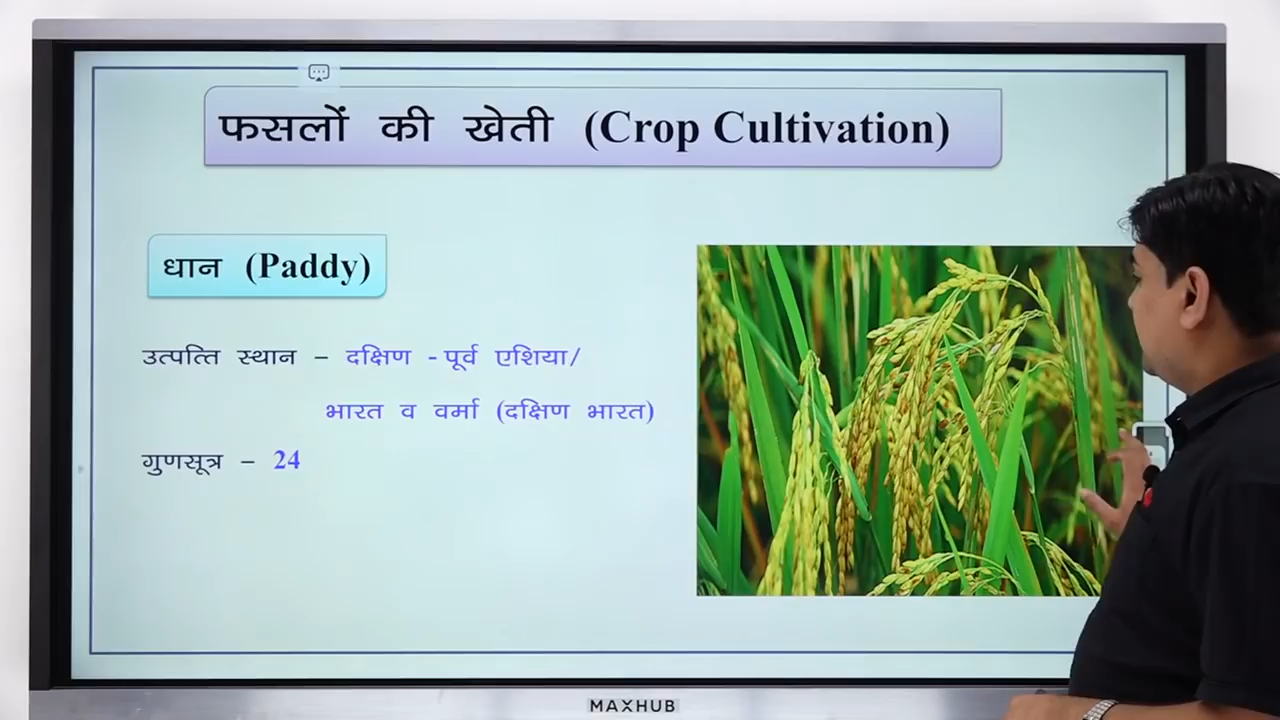 फसलों की खेती (Crop Cultivation)
धान (Paddy)
उत्पत्ति स्थान – दक्षिण - पूर्व एशिया/
भारत व वर्मा (दक्षिण भारत)
गुणसूत्र – 24
MAXHUB